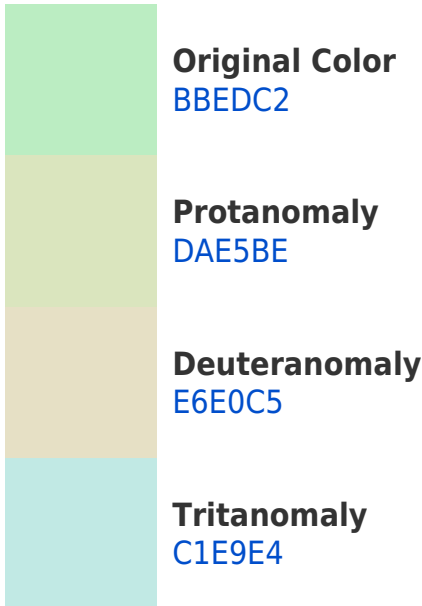 Original Color
BBEDC2
Protanomaly
DAE5BE
Deuteranomaly
E6E0C5
Tritanomaly
C1E9E4